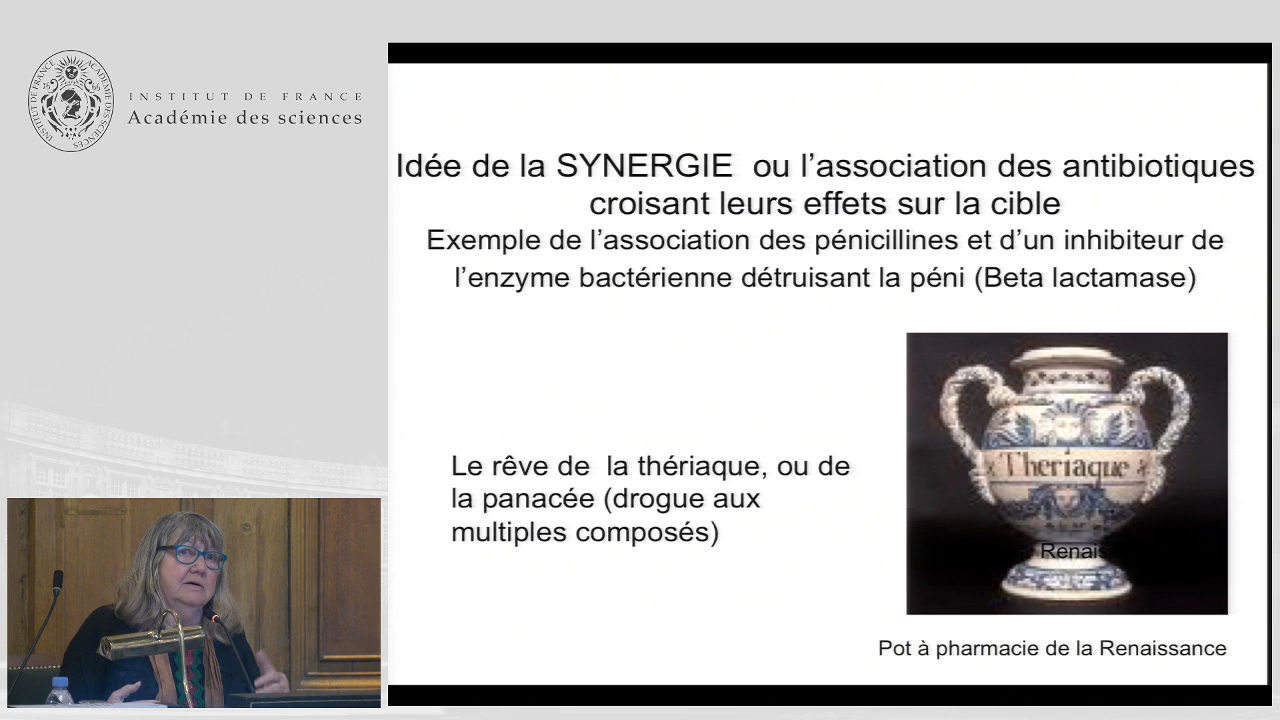 INSTITUT DE FRANCE
Académie des sciences
Idée de la SYNERGIE ou l’association des antibiotiques
croisant leurs effets sur la cible
Exemple de l’association des pénicillines et d’un inhibiteur de
l’enzyme bactérienne détruisant la péni (Beta lactamase)
Le rêve de la thériaque, ou de
la panacée (drogue aux
multiples composés)
Theriaque
Pot à pharmacie de la Renaissance